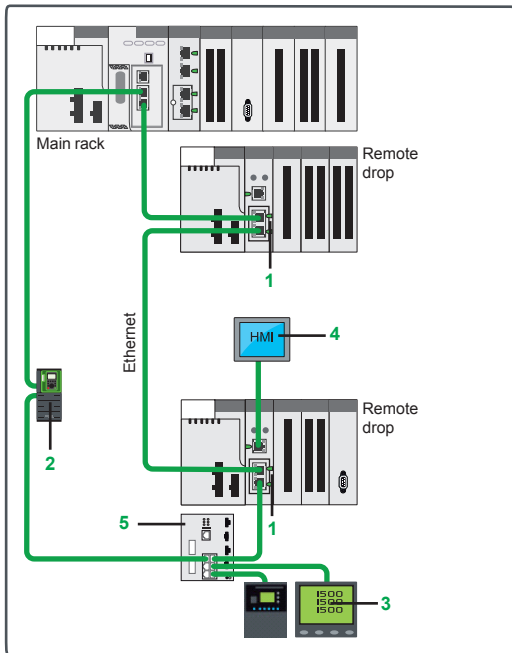 Main rack
Remote
drop
1
Ethernet
HMI
4
2
Remote
drop
1
5
1500
1500
1500
3